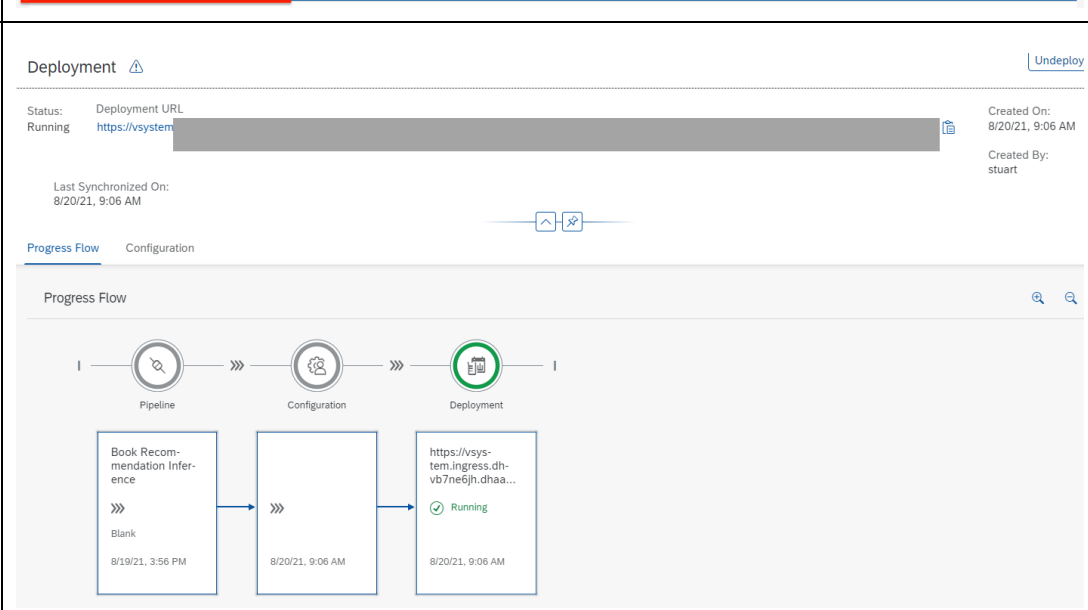 Deployment
Undeploy
Status:
Running
Deployment URL
https://vsystem
Created On:
8/20/21, 9:06 AM
Created By:
stuart
Last Synchronized On:
8/20/21, 9:06 AM
Progress Flow
Configuration
Progress Flow
Pipeline
Configuration
Deployment
Book Recom-
mendation Infer-
ence
Blank
8/19/21, 3:56 PM
8/20/21, 9:06 AM
https://vsys-
tem.ingress.dh-
vb7ne6jh.dhaa...
Running
8/20/21, 9:06 AM